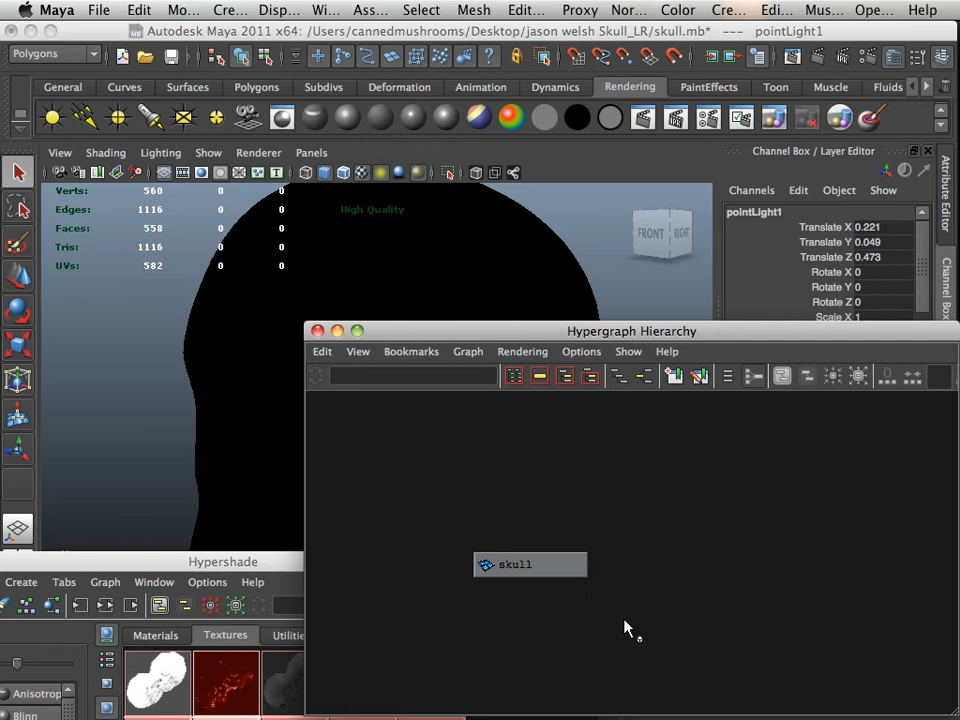 Maya File Edit Mo... Cre... Disp... Wi... Ass... Select Mesh Edit... Proxy Nor... Color Cre... Edi... Mus... Ope... Help
Autodesk Maya 2011 x64: /Users/cannedmushrooms/Desktop/jason welsh Skull_LR/skull.mb* --- pointLight1
Polygons
General Curves Surfaces Polygons Subdivs Deformation Animation Dynamics Rendering PaintEffects Toon Muscle Fluids
View Shading Lighting Show Renderer Panels
Channel Box / Layer Editor
Channels Edit Object Show
Verts: 560 0 0
Edges: 1116 0 0
Faces: 558 0 0
Tris: 1116 0 0
UVs: 582 0 0
High Quality
FRONT RIGHT
pointLight1
Translate X 0.221
Translate Y 0.049
Translate Z 0.473
Rotate X 0
Rotate Y 0
Rotate Z 0
Scale X 1
Attribute Editor
Channel Box
Hypergraph Hierarchy
Edit View Bookmarks Graph Rendering Options Show Help
skull
Hypershade
Create Tabs Graph Window Options Help
Materials Textures Utilitie
Anisotrop
Blinn